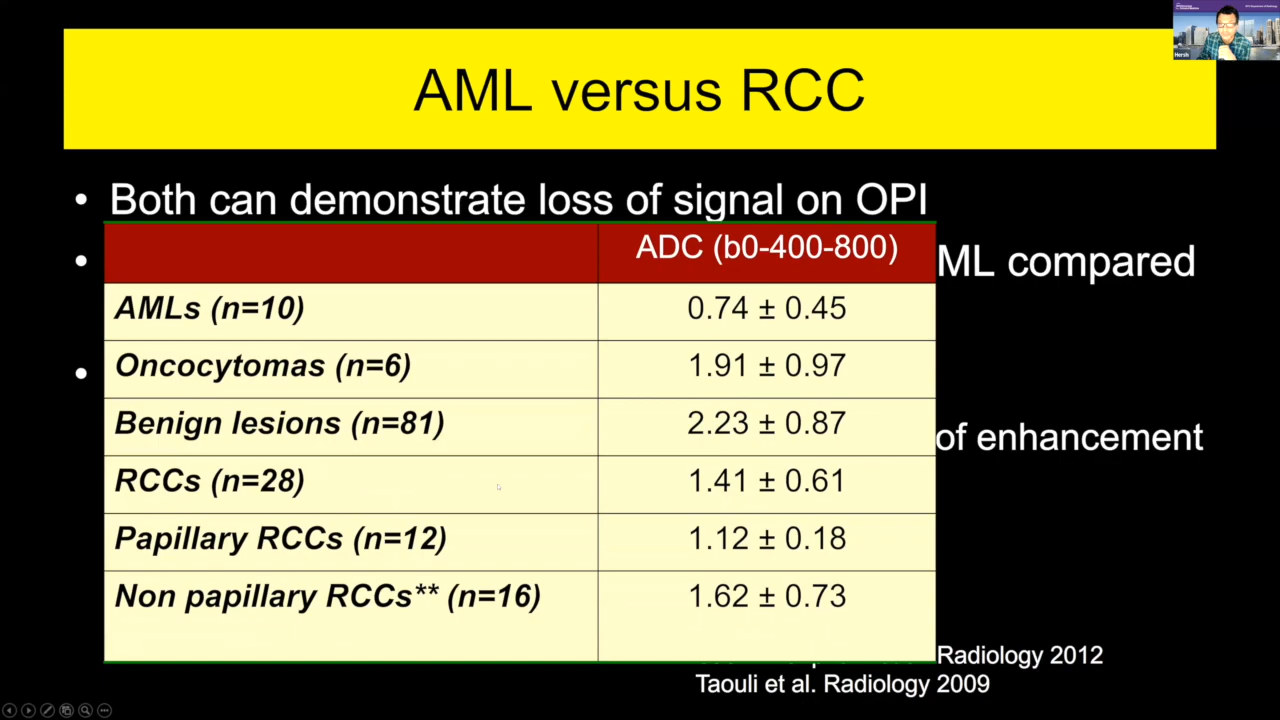 AML versus RCC
• Both can demonstrate loss of signal on OPI
• ML compared
• of enhancement
ADC (b0-400-800)
AMLs (n=10) 0.74 ± 0.45
Oncocytomas (n=6) 1.91 ± 0.97
Benign lesions (n=81) 2.23 ± 0.87
RCCs (n=28) 1.41 ± 0.61
Papillary RCCs (n=12) 1.12 ± 0.18
Non papillary RCCs** (n=16) 1.62 ± 0.73
Radiology 2012
Taouli et al. Radiology 2009
Hersh